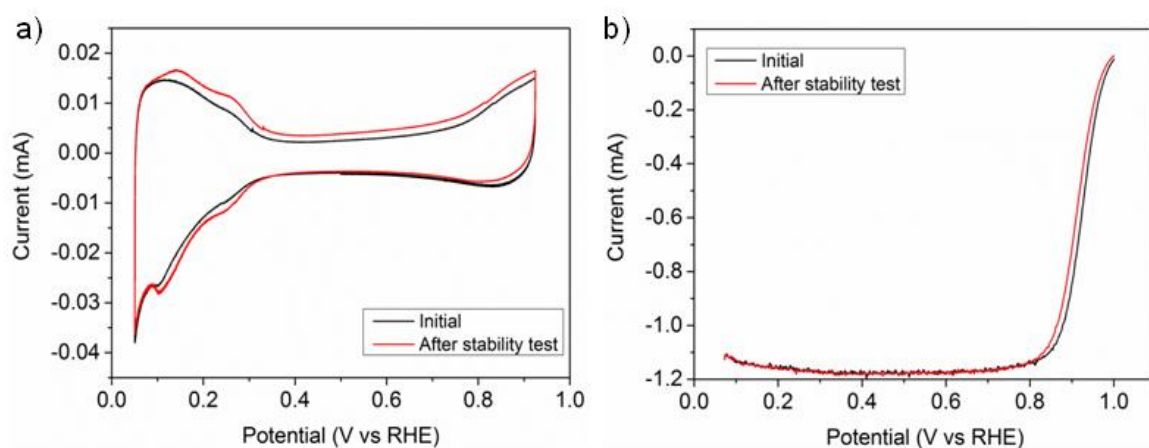 a)
Current (mA)
0.02
0.01
0.00
-0.01
-0.02
-0.03
-0.04
Initial
After stability test
0.0 0.2 0.4 0.6 0.8 1.0
Potential (V vs RHE)
b)
Current (mA)
0.0
-0.2
-0.4
-0.6
-0.8
-1.0
-1.2
Initial
After stability test
0.0 0.2 0.4 0.6 0.8 1.0
Potential (V vs RHE)